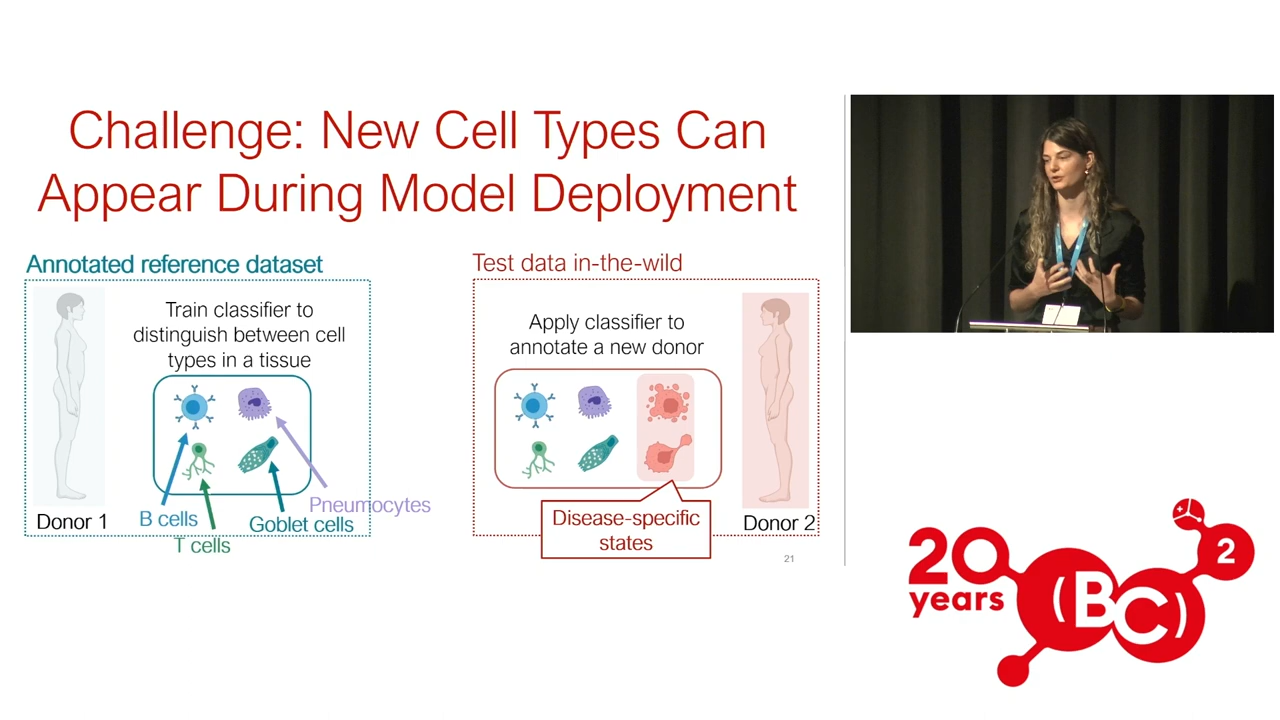 Challenge: New Cell Types Can
Appear During Model Deployment
Annotated reference dataset
Train classifier to
distinguish between cell
types in a tissue
Donor 1
B cells
T cells
Goblet cells
Pneumocytes
Test data in-the-wild
Apply classifier to
annotate a new donor
Disease-specific
states
Donor 2
21
20
years
(BC)
2